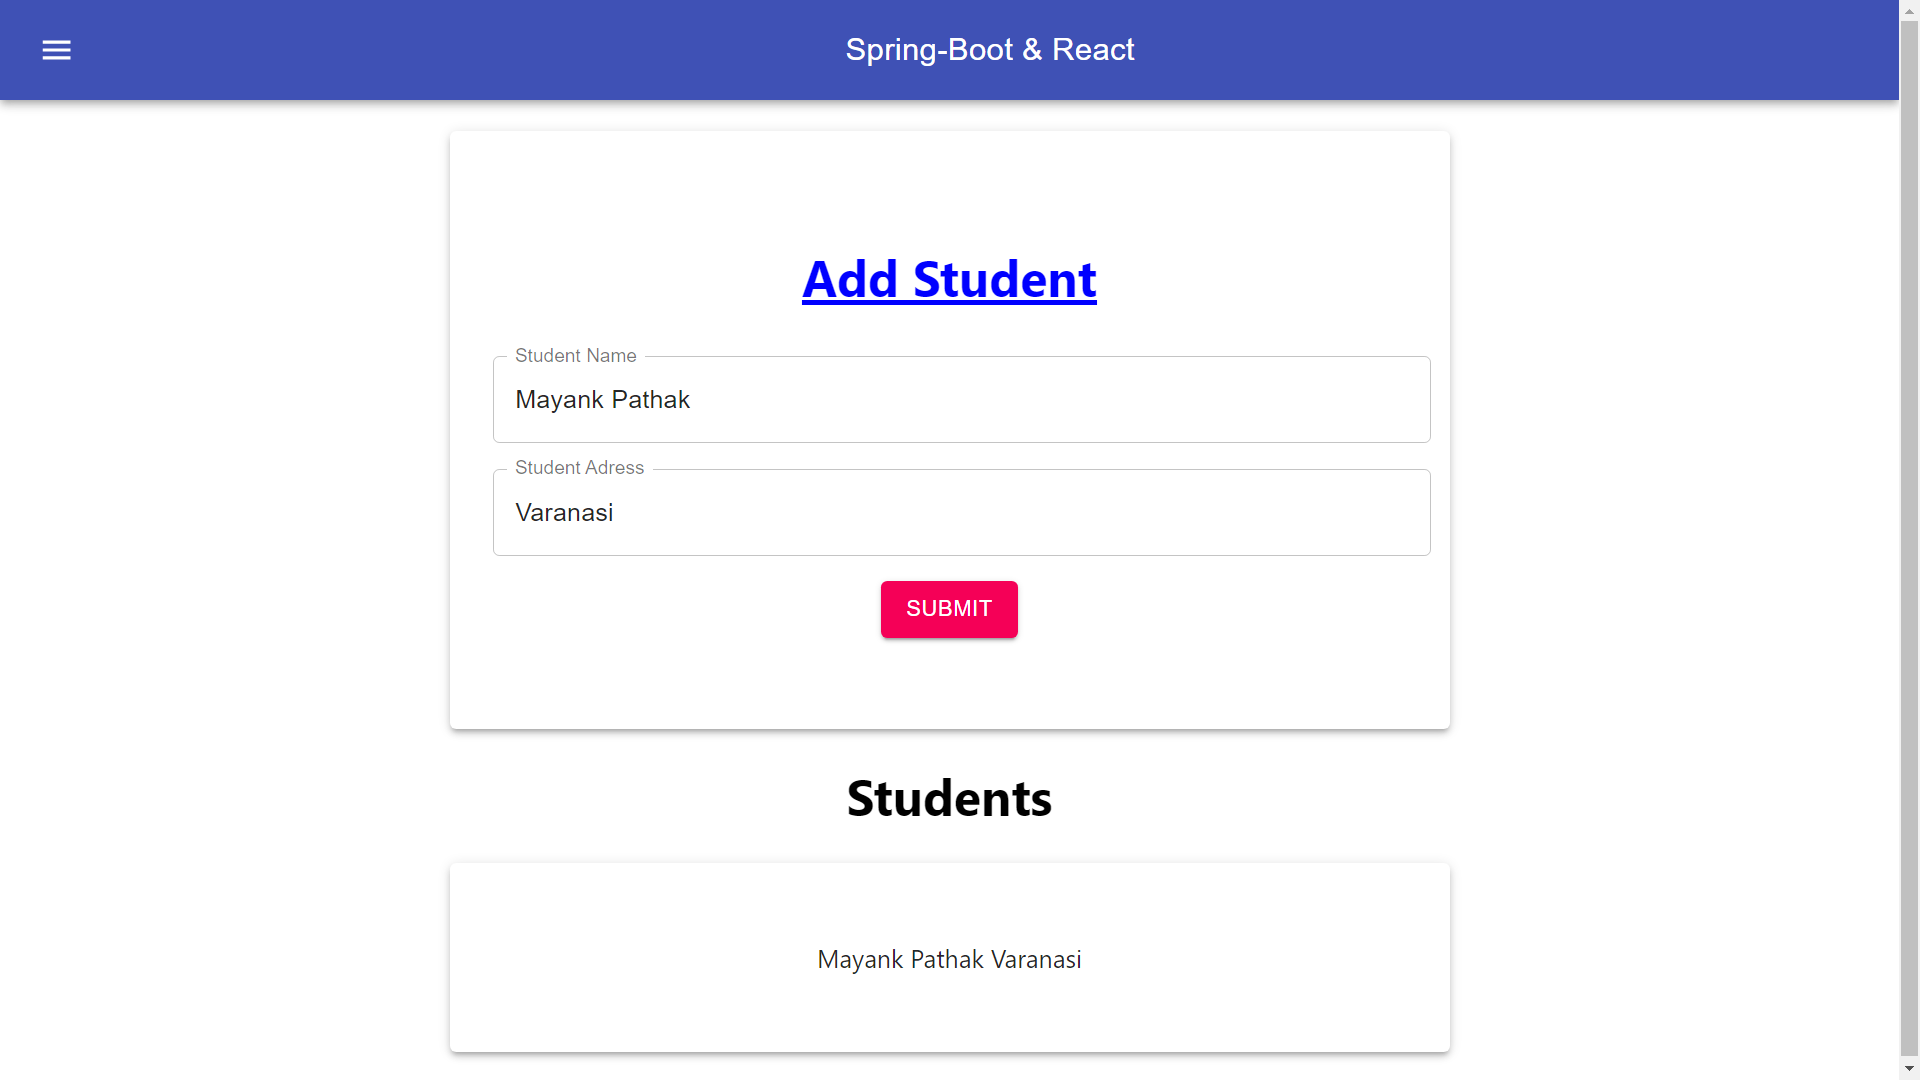 Spring-Boot & React
Add Student
Student Name
Mayank Pathak
Student Adress
Varanasi
SUBMIT
Students
Mayank Pathak Varanasi